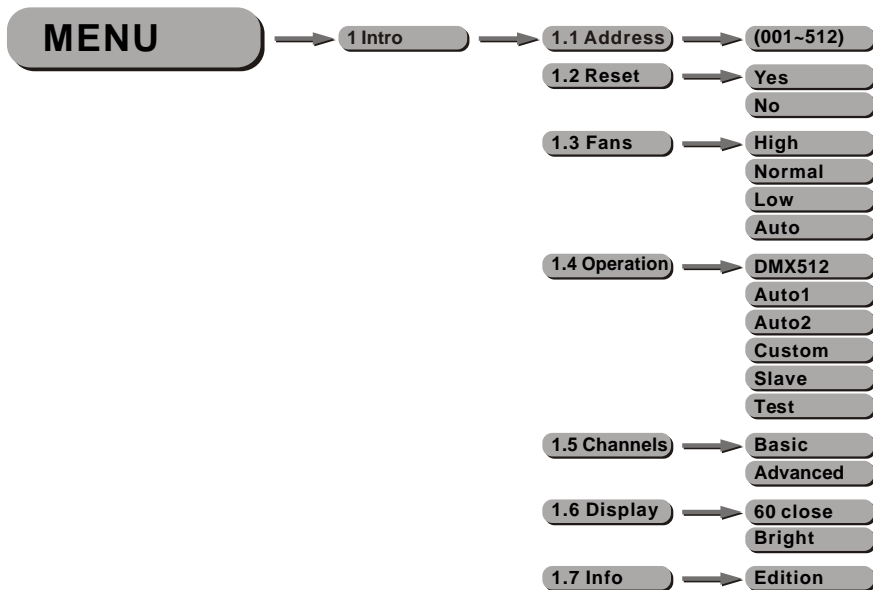 MENU 1 Intro 1.1 Address (001~512)
1.2 Reset Yes
No
1.3 Fans High
Normal
Low
Auto
1.4 Operation DMX512
Auto1
Auto2
Custom
Slave
Test
1.5 Channels Basic
Advanced
1.6 Display 60 close
Bright
1.7 Info Edition